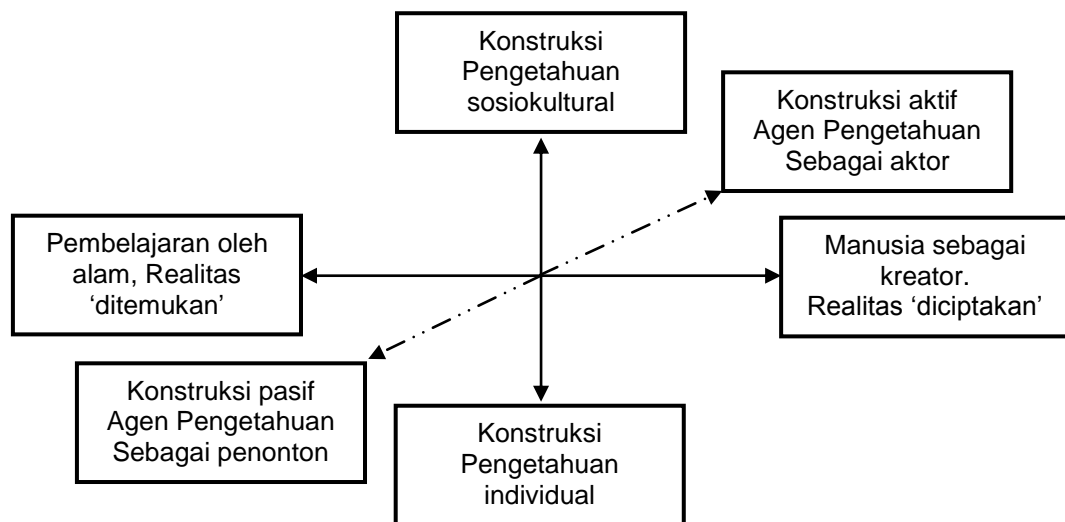 Konstruksi
Pengetahuan
sosiokultural
Konstruksi aktif
Agen Pengetahuan
Sebagai aktor
Pembelajaran oleh
alam, Realitas
‘ditemukan’
Manusia sebagai
kreator.
Realitas ‘diciptakan’
Konstruksi pasif
Agen Pengetahuan
Sebagai penonton
Konstruksi
Pengetahuan
individual